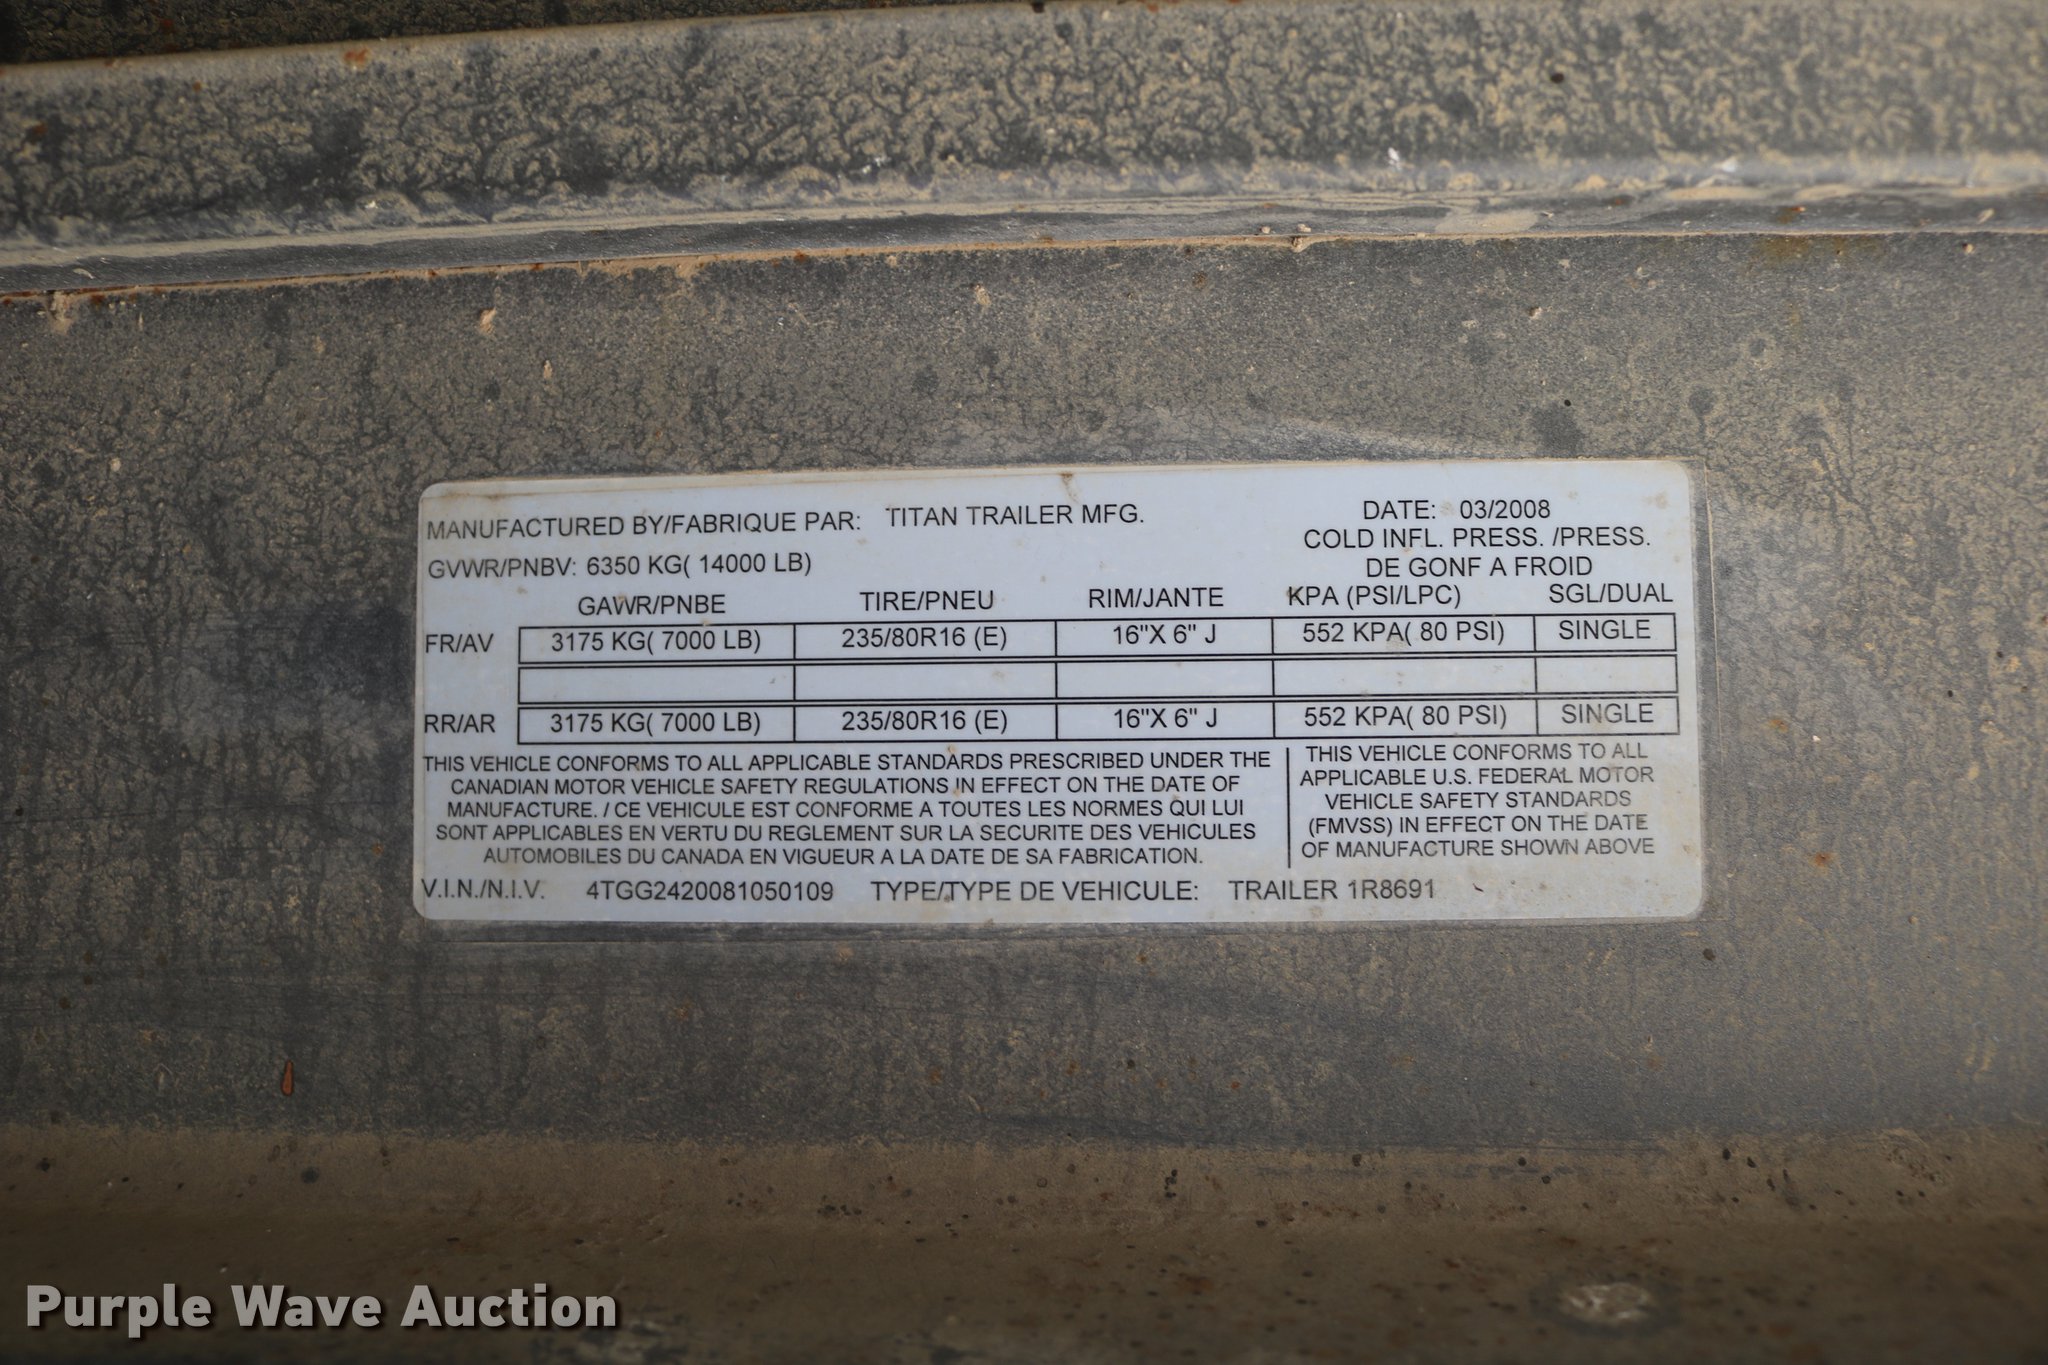 MANUFACTURED BY/FABRIQUE PAR: TITAN TRAILER MFG. DATE: 03/2008
COLD INFL. PRESS. /PRESS.
GVWR/PNBV: 6350 KG( 14000 LB) DE GONF A FROID
GAWR/PNBE TIRE/PNEU RIM/JANTE KPA (PSI/LPC) SGL/DUAL
FR/AV 3175 KG( 7000 LB) 235/80R16 (E) 16"X 6" J 552 KPA( 80 PSI) SINGLE
RR/AR 3175 KG( 7000 LB) 235/80R16 (E) 16"X 6" J 552 KPA( 80 PSI) SINGLE
THIS VEHICLE CONFORMS TO ALL APPLICABLE STANDARDS PRESCRIBED UNDER THE
CANADIAN MOTOR VEHICLE SAFETY REGULATIONS IN EFFECT ON THE DATE OF
MANUFACTURE. / CE VEHICULE EST CONFORME A TOUTES LES NORMES QUI LUI
SONT APPLICABLES EN VERTU DU REGLEMENT SUR LA SECURITE DES VEHICULES
AUTOMOBILES DU CANADA EN VIGUEUR A LA DATE DE SA FABRICATION.
THIS VEHICLE CONFORMS TO ALL
APPLICABLE U.S. FEDERAL MOTOR
VEHICLE SAFETY STANDARDS
(FMVSS) IN EFFECT ON THE DATE
OF MANUFACTURE SHOWN ABOVE
V.I.N./N.I.V. 4TGG2420081050109 TYPE/TYPE DE VEHICULE: TRAILER 1R8691
Purple Wave Auction